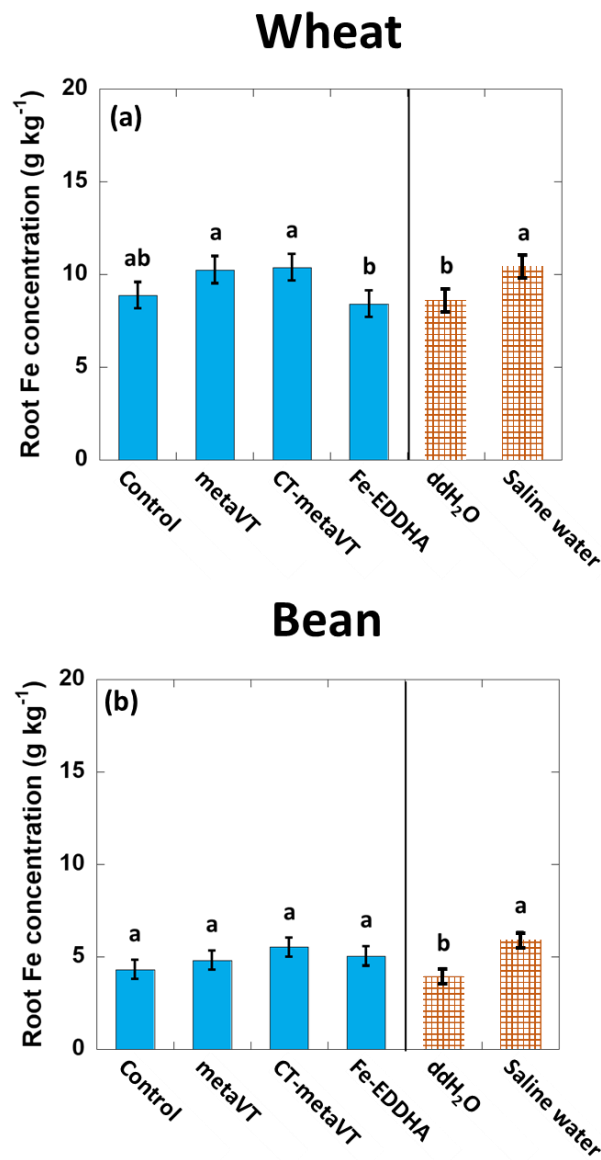 Wheat
Root Fe concentration (g kg⁻¹)
20
15
10
5
0
(a)
ab
a
a
b
b
a
Control
metaVT
CT-metaVT
Fe-EDDHA
ddH₂O
Saline water
Bean
Root Fe concentration (g kg⁻¹)
20
15
10
5
0
(b)
a
a
a
a
b
a
Control
metaVT
CT-metaVT
Fe-EDDHA
ddH₂O
Saline water